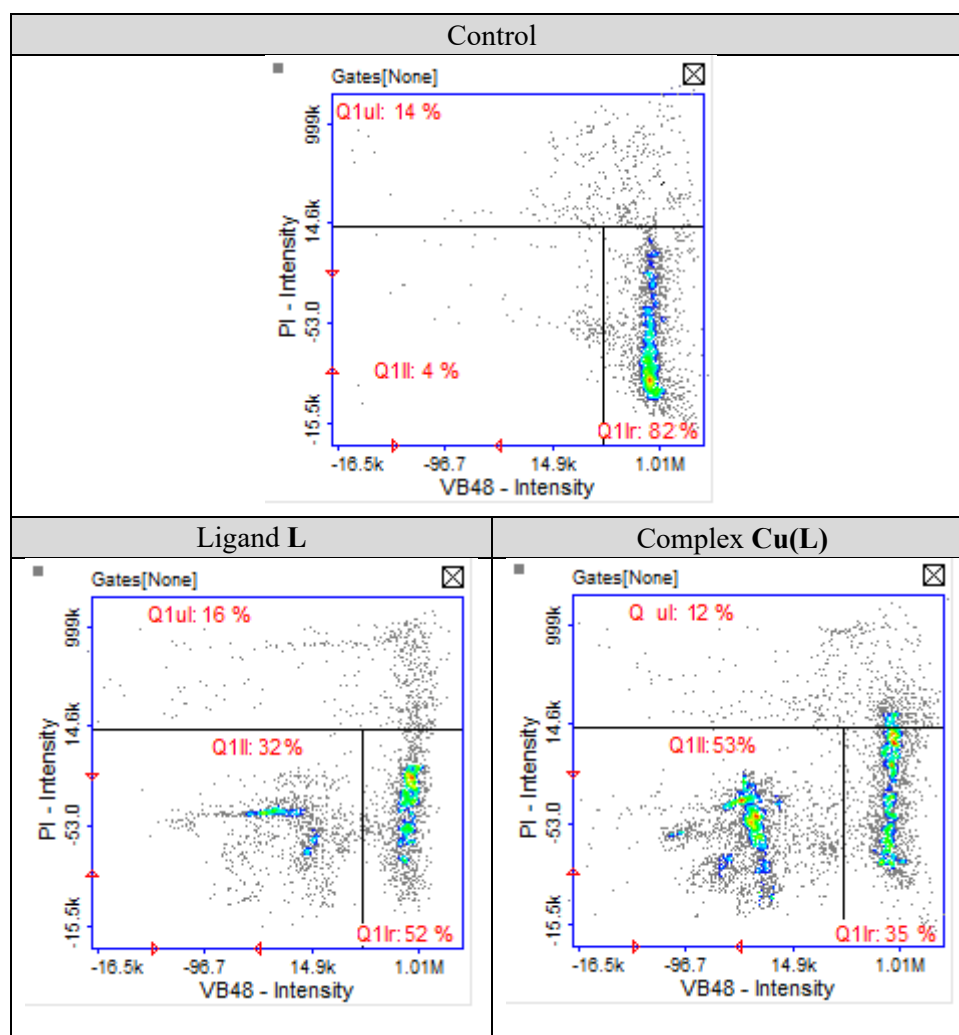 Control
Gates[None]
Q1ul: 14 %
999k
14.6k
-53.0
-15.5k
PI - Intensity
Q1ll: 4 %
Q1lr: 82 %
-16.5k -96.7 14.9k 1.01M
VB48 - Intensity
Ligand L
Gates[None]
Q1ul: 16 %
999k
14.6k
-53.0
-15.5k
PI - Intensity
Q1ll: 32%
Q1lr: 52 %
-16.5k -96.7 14.9k 1.01M
VB48 - Intensity
Complex Cu(L)
Gates[None]
Q ul: 12 %
999k
14.6k
-53.0
-15.5k
PI - Intensity
Q1ll: 53%
Q1lr: 35 %
-16.5k -96.7 14.9k 1.01M
VB48 - Intensity